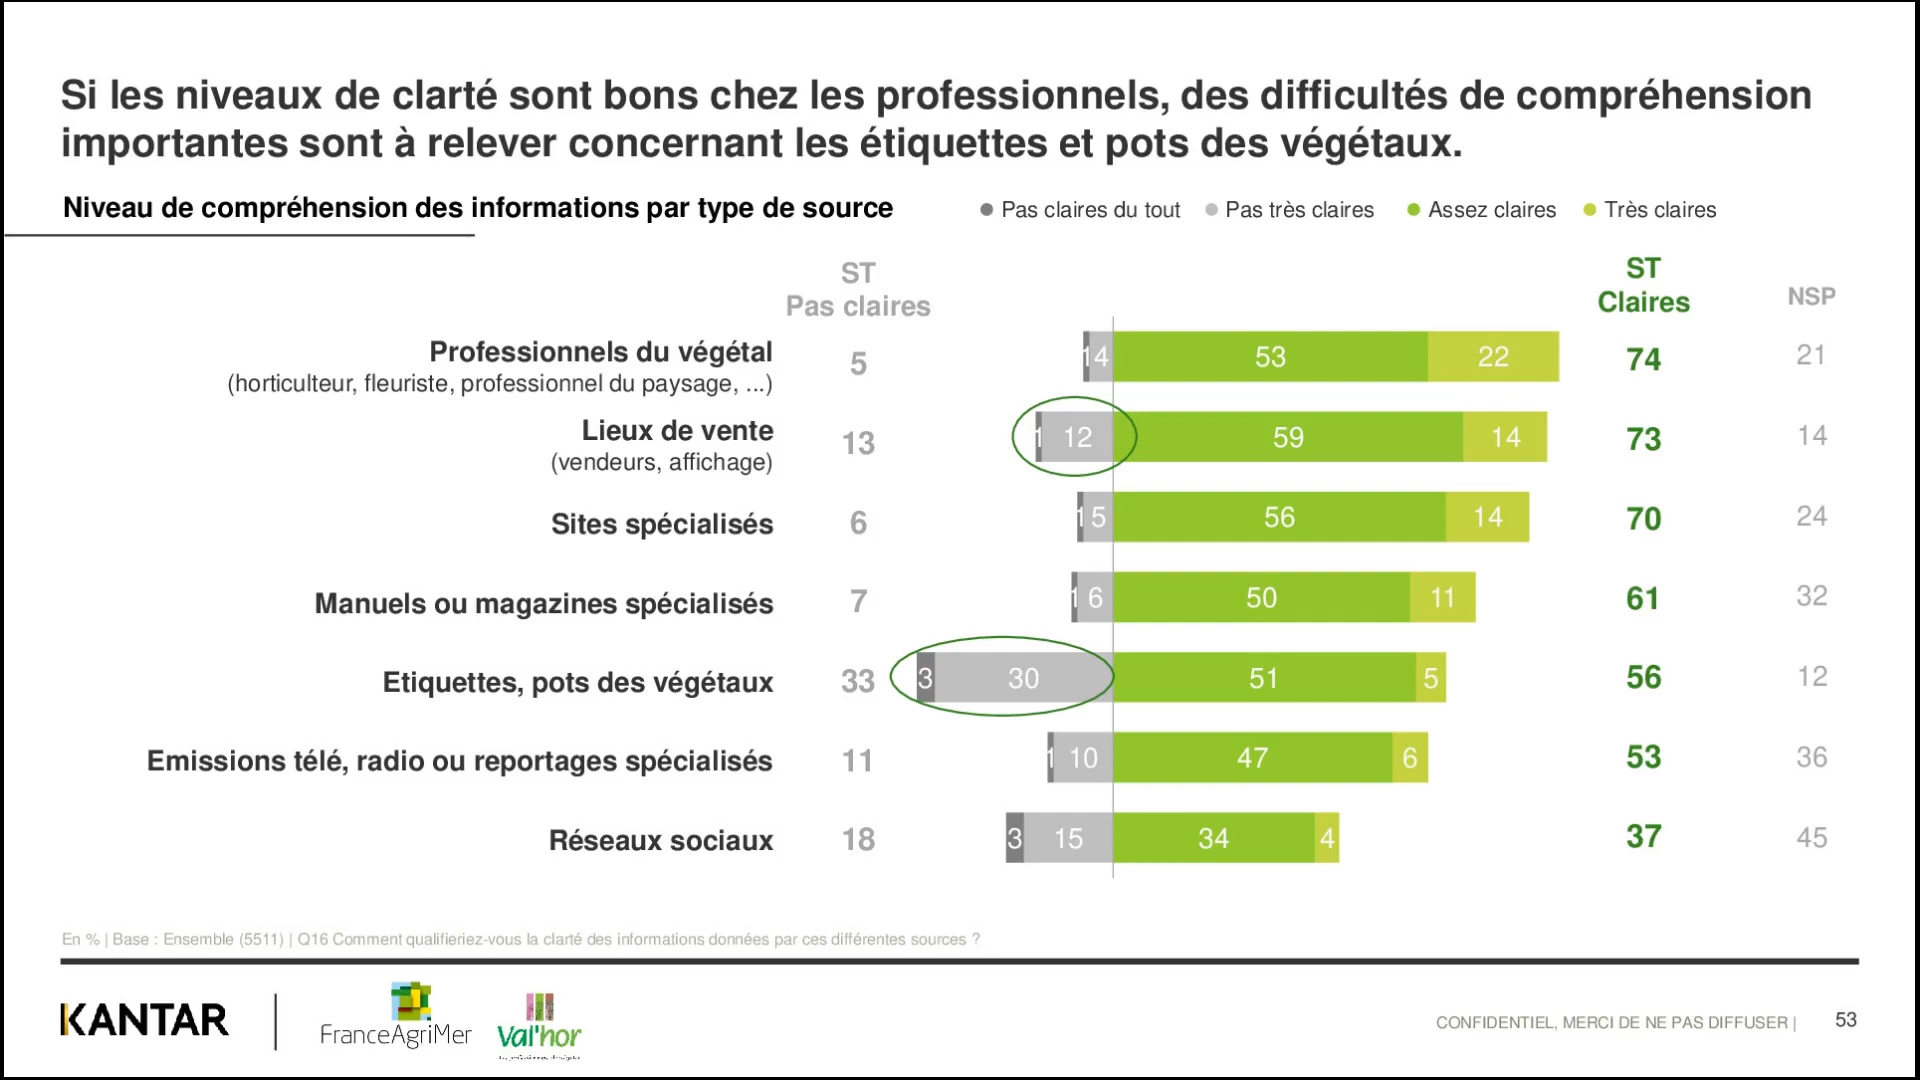 Si les niveaux de clarté sont bons chez les professionnels, des difficultés de compréhension
importantes sont à relever concernant les étiquettes et pots des végétaux.
Niveau de compréhension des informations par type de source
Pas claires du tout
Pas très claires
Assez claires
Très claires
ST
Pas claires
ST
Claires
NSP
Professionnels du végétal
(horticulteur, fleuriste, professionnel du paysage, ...)
5
1
4
53
22
74
21
Lieux de vente
(vendeurs, affichage)
13
1
12
59
14
73
14
Sites spécialisés
6
1
5
56
14
70
24
Manuels ou magazines spécialisés
7
1
6
50
11
61
32
Etiquettes, pots des végétaux
33
3
30
51
5
56
12
Emissions télé, radio ou reportages spécialisés
11
1
10
47
6
53
36
Réseaux sociaux
18
3
15
34
4
37
45
En % | Base : Ensemble (5511) | Q16 Comment qualifieriez-vous la clarté des informations données par ces différentes sources ?
KANTAR
FranceAgriMer
Val'hor
CONFIDENTIEL, MERCI DE NE PAS DIFFUSER |
53